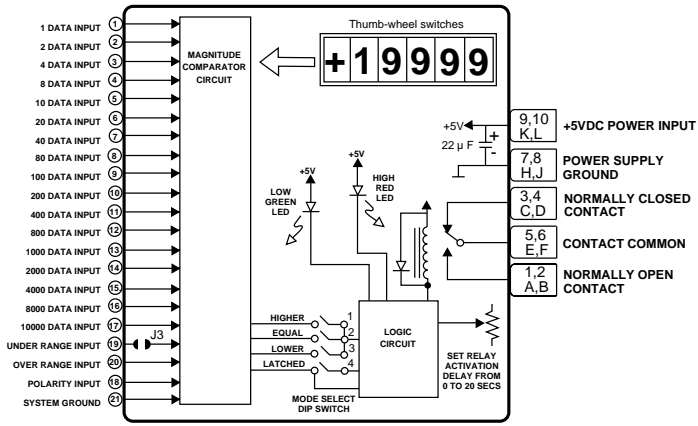 1 DATA INPUT 1
2 DATA INPUT 2
4 DATA INPUT 3
8 DATA INPUT 4
10 DATA INPUT 5
20 DATA INPUT 6
40 DATA INPUT 7
80 DATA INPUT 8
100 DATA INPUT 9
200 DATA INPUT 10
400 DATA INPUT 11
800 DATA INPUT 12
1000 DATA INPUT 13
2000 DATA INPUT 14
4000 DATA INPUT 15
8000 DATA INPUT 16
10000 DATA INPUT 17
UNDER RANGE INPUT 19
J3
OVER RANGE INPUT 20
POLARITY INPUT 18
SYSTEM GROUND 21
MAGNITUDE
COMPARATOR
CIRCUIT
Thumb-wheel switches
+19999
+5V
LOW
GREEN
LED
+5V
HIGH
RED
LED
+5V
22 μ F
+
-
9,10
K,L
+5VDC POWER INPUT
7,8
H,J
POWER SUPPLY
GROUND
3,4
C,D
NORMALLY CLOSED
CONTACT
5,6
E,F
CONTACT COMMON
1,2
A,B
NORMALLY OPEN
CONTACT
HIGHER 1
EQUAL 2
LOWER 3
LATCHED 4
MODE SELECT
DIP SWITCH
LOGIC
CIRCUIT
SET RELAY
ACTIVATION
DELAY FROM
0 TO 20 SECS